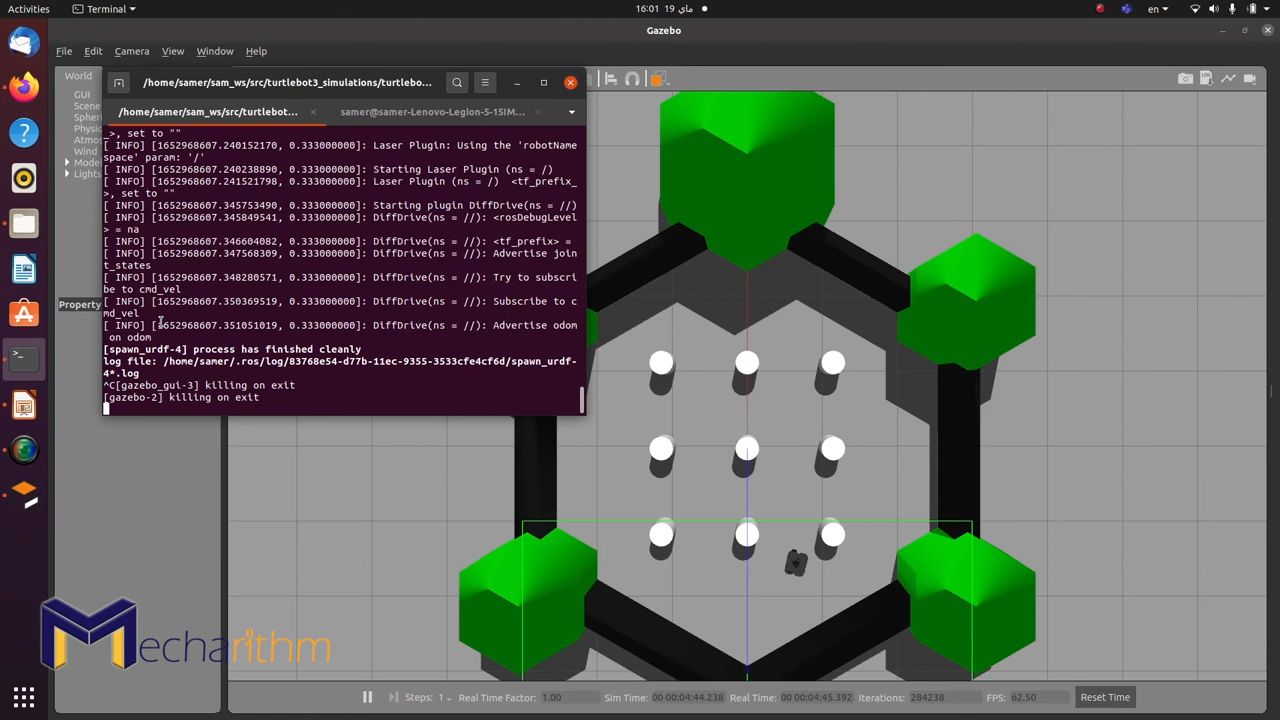 Activities
Terminal
16:01 19 ماي
en
Gazebo
File Edit Camera View Window Help
World
GUI
Scene
Spher
Physic
Atmos
Wind
Model
Lights
Property
/home/samer/sam_ws/src/turtlebot3_simulations/turtlebo...
/home/samer/sam_ws/src/turtlebot...
samer@samer-Lenovo-Legion-5-15IM...
_>, set to ""
[ INFO] [1652968607.240152170, 0.333000000]: Laser Plugin: Using the 'robotName
space' param: '/'
[ INFO] [1652968607.240238890, 0.333000000]: Starting Laser Plugin (ns = /)
[ INFO] [1652968607.241521798, 0.333000000]: Laser Plugin (ns = /)  <tf_prefix_
>, set to ""
[ INFO] [1652968607.345753490, 0.333000000]: Starting plugin DiffDrive(ns = //)
[ INFO] [1652968607.345849541, 0.333000000]: DiffDrive(ns = //): <rosDebugLevel
> = na
[ INFO] [1652968607.346604082, 0.333000000]: DiffDrive(ns = //): <tf_prefix> =
[ INFO] [1652968607.347568309, 0.333000000]: DiffDrive(ns = //): Advertise join
t_states
[ INFO] [1652968607.348280571, 0.333000000]: DiffDrive(ns = //): Try to subscri
be to cmd_vel
[ INFO] [1652968607.350369519, 0.333000000]: DiffDrive(ns = //): Subscribe to c
md_vel
[ INFO] [1652968607.351051019, 0.333000000]: DiffDrive(ns = //): Advertise odom
on odom
[spawn_urdf-4] process has finished cleanly
log file: /home/samer/.ros/log/83768e54-d77b-11ec-9355-3533cfe4cf6d/spawn_urdf-
4*.log
^C[gazebo_gui-3] killing on exit
[gazebo-2] killing on exit
Mecharithm
Steps: 1 Real Time Factor: 1.00 Sim Time: 00 00:04:44.238 Real Time: 00 00:04:45.392 Iterations: 284238 FPS: 62.50 Reset Time